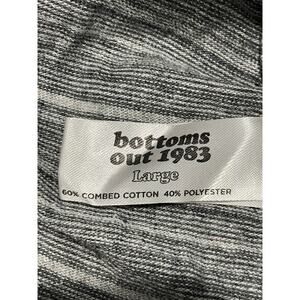 bottoms
out 1983
Large
60% COMBED COTTON 40% POLYESTER